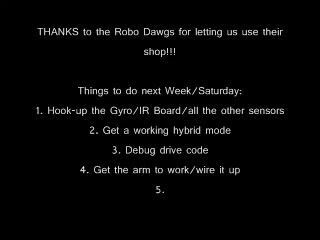 THANKS to the Robo Dawgs for letting us use their
shop!!!
Things to do next Week/Saturday:
1. Hook-up the Gyro/IR Board/all the other sensors
2. Get a working hybrid mode
3. Debug drive code
4. Get the arm to work/wire it up
5.